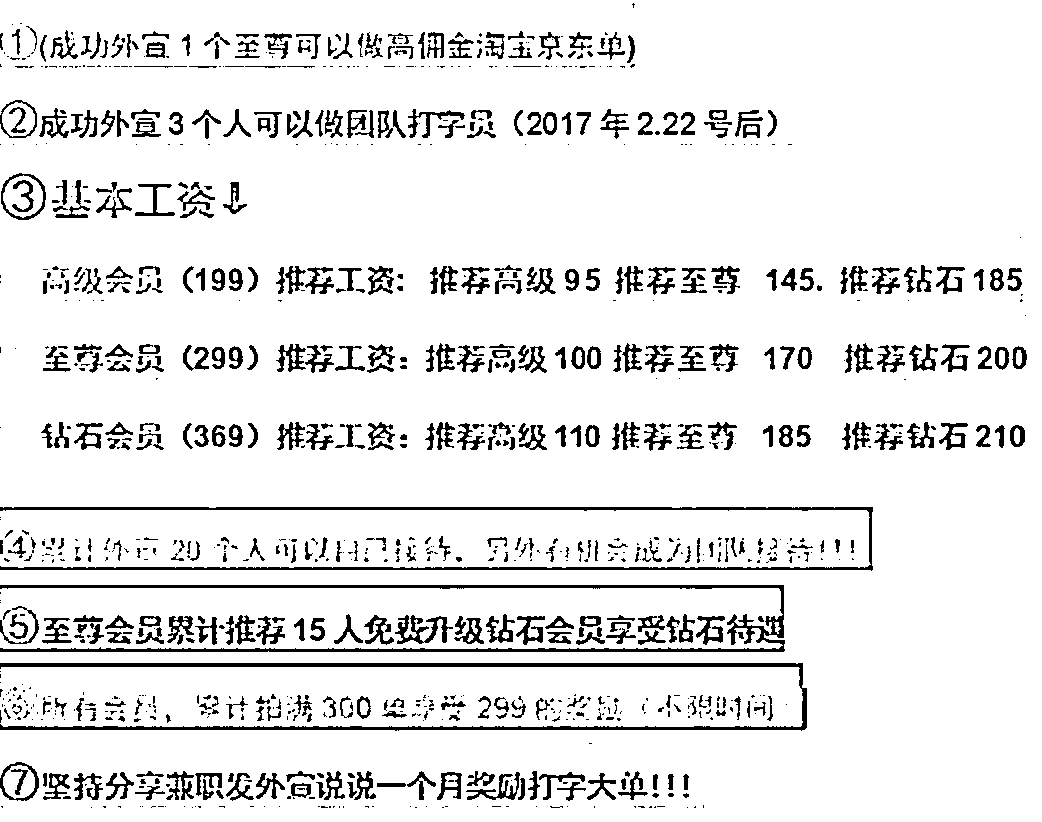 ①(成功外宣 1 个至尊可以做高佣金淘宝京东单)
②成功外宣 3 个人可以做团队打字员（2017 年 2.22 号后）
③基本工资⇩
高级会员（199）推荐工资： 推荐高级 95 推荐至尊 145. 推荐钻石 185
至尊会员（299）推荐工资：推荐高级 100 推荐至尊 170 推荐钻石 200
钻石会员（369）推荐工资：推荐高级 110 推荐至尊 185 推荐钻石 210
④累计外宣 20 个人可以自己接待，另外有机会成为团队接待!!!
⑤至尊会员累计推荐 15 人免费升级钻石会员享受钻石待遇
⑥所有会员，累计拍满 300 单享受 299 的奖励（不限时间
⑦坚持分享兼职发外宣说说一个月奖励打字大单!!!